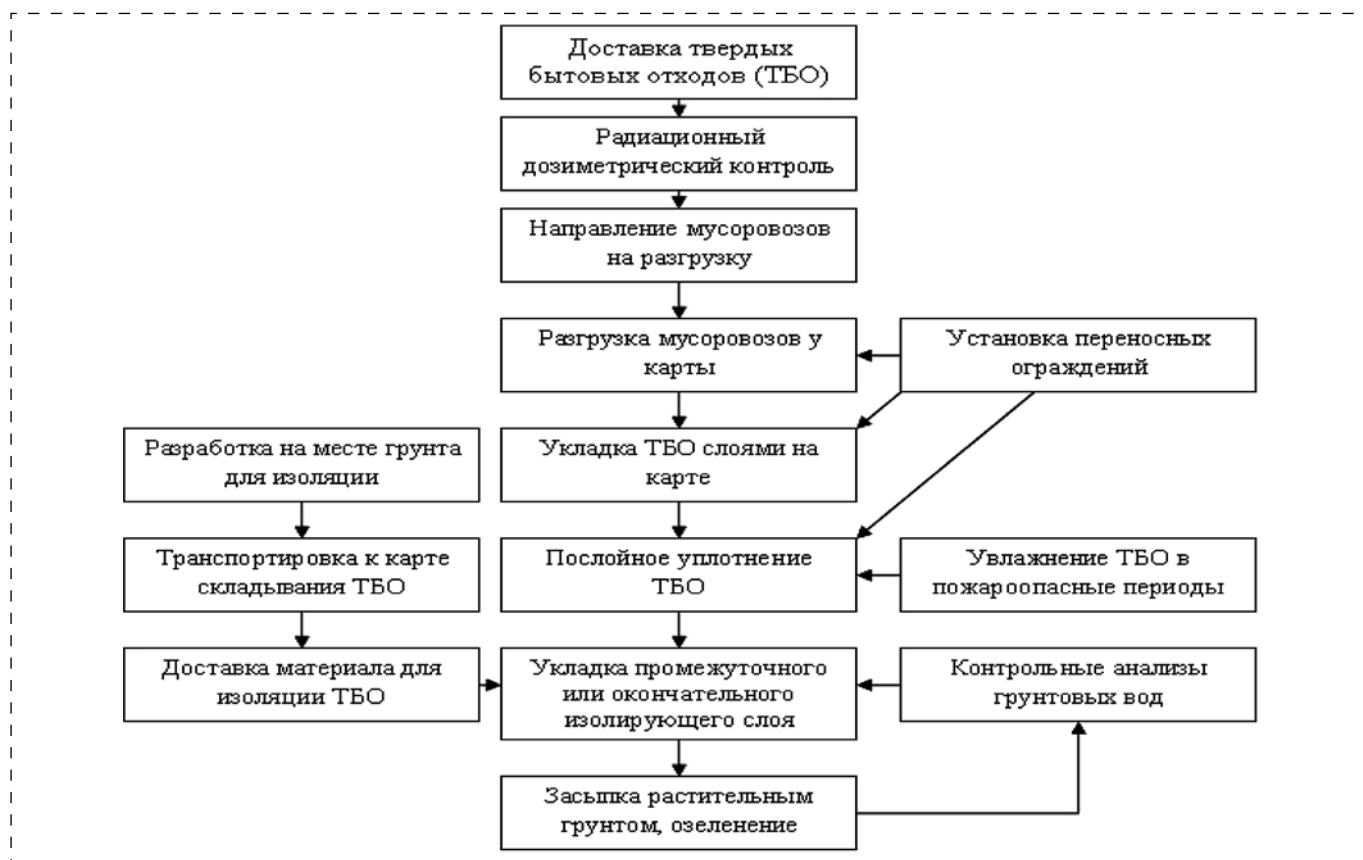 Доставка твердых
бытовых отходов (ТБО)
Радиационный
дозиметрический контроль
Направление мусоровозов
на разгрузку
Разгрузка мусоровозов у
карты
Установка переносных
ограждений
Разработка на месте грунта
для изоляции
Укладка ТБО слоями на
карте
Транспортировка к карте
складывания ТБО
Послойное уплотнение
ТБО
Увлажнение ТБО в
пожароопасные периоды
Доставка материала для
изоляции ТБО
Укладка промежуточного
или окончательного
изолирующего слоя
Контрольные анализы
грунтовых вод
Засыпка растительным
грунтом, озеленение